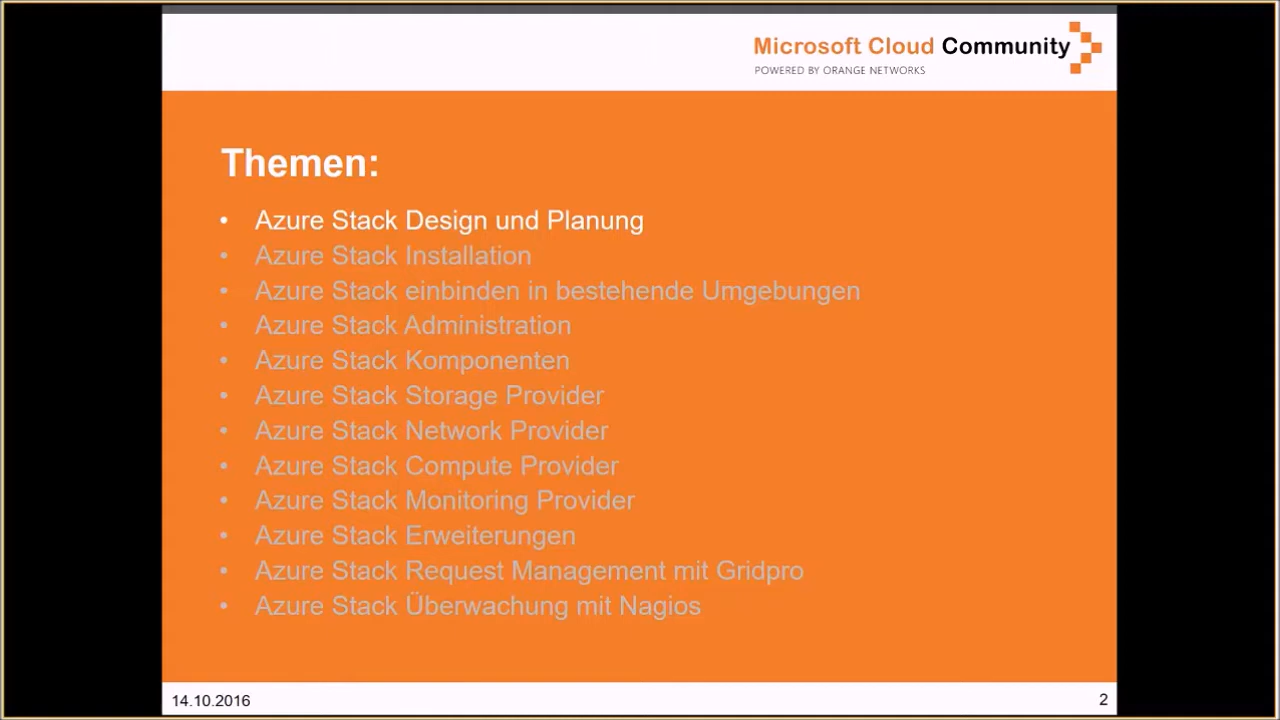 Microsoft Cloud Community
POWERED BY ORANGE NETWORKS
Themen:
• Azure Stack Design und Planung
• Azure Stack Installation
• Azure Stack einbinden in bestehende Umgebungen
• Azure Stack Administration
• Azure Stack Komponenten
• Azure Stack Storage Provider
• Azure Stack Network Provider
• Azure Stack Compute Provider
• Azure Stack Monitoring Provider
• Azure Stack Erweiterungen
• Azure Stack Request Management mit Gridpro
• Azure Stack Überwachung mit Nagios
14.10.2016
2